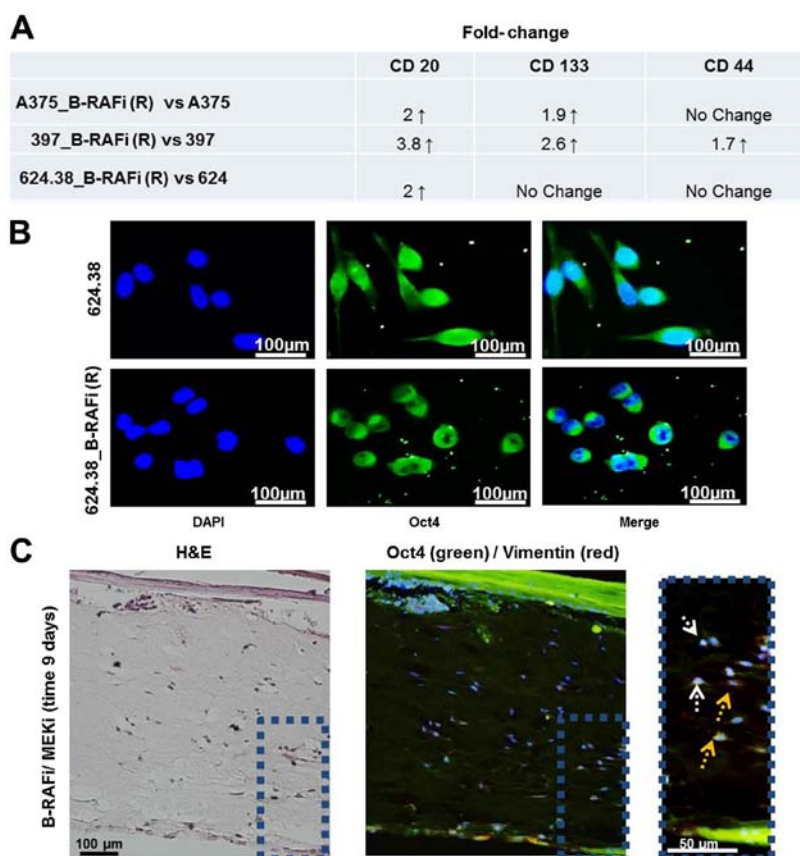 A
Fold- change
CD 20 CD 133 CD 44
A375_B-RAFi (R) vs A375 2 ↑ 1.9 ↑ No Change
397_B-RAFi (R) vs 397 3.8 ↑ 2.6 ↑ 1.7 ↑
624.38_B-RAFi (R) vs 624 2 ↑ No Change No Change
B
624.38
100µm 100µm 100µm
624.38_B-RAFi (R)
100µm 100µm 100µm
DAPI Oct4 Merge
C
H&E Oct4 (green) / Vimentin (red)
B-RAFi/ MEKi (time 9 days)
100 µm 50 µm